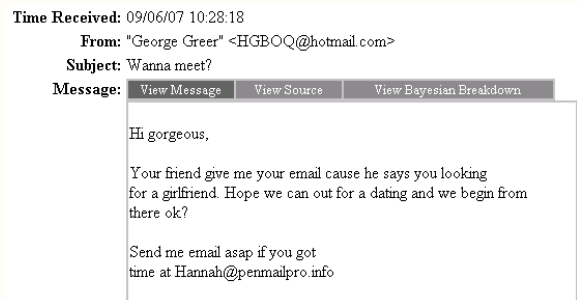 Time Received: 09/06/07 10:28:18
From: "George Greer" <HGBOQ@hotmail.com>
Subject: Wanna meet?
Message: View Message View Source View Bayesian Breakdown
Hi gorgeous,
Your friend give me your email cause he says you looking
for a girlfriend. Hope we can out for a dating and we begin from
there ok?
Send me email asap if you got
time at Hannah@penmailpro.info